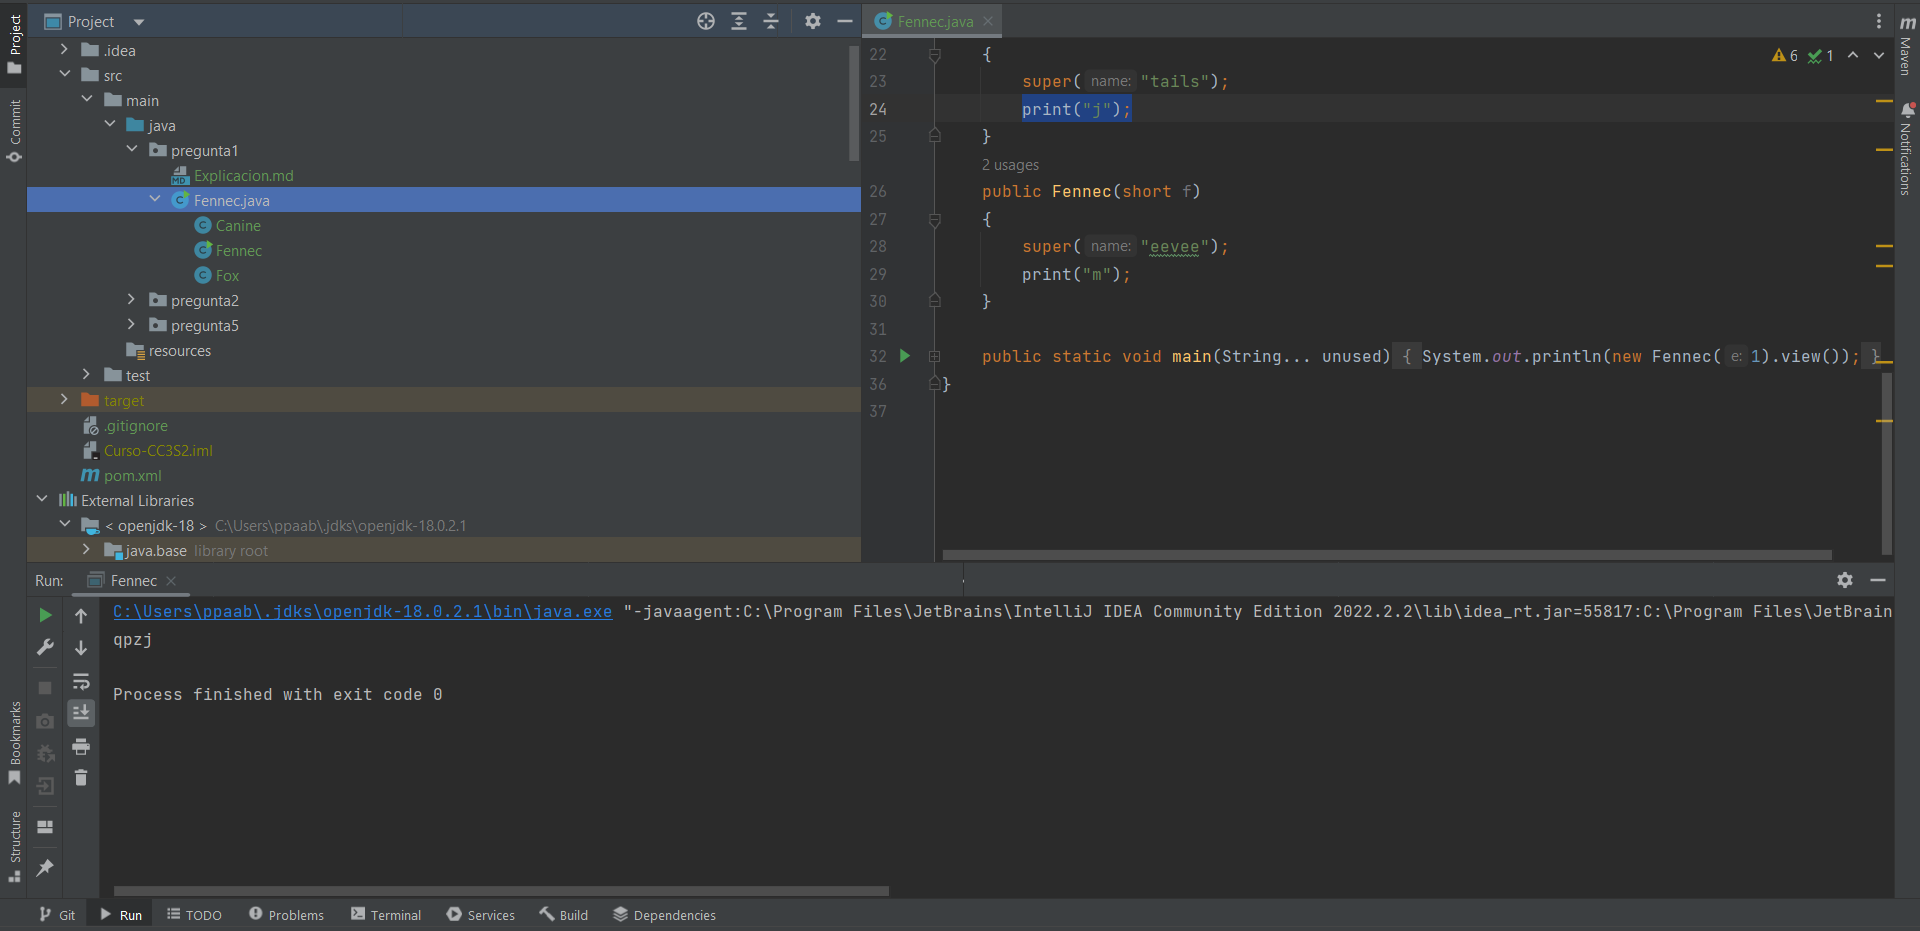 Project
Project
.idea
src
main
java
pregunta1
Explicacion.md
Fennec.java
Canine
Fennec
Fox
pregunta2
pregunta5
resources
test
target
.gitignore
Curso-CC3S2.iml
pom.xml
External Libraries
< openjdk-18 > C:\Users\ppaab\.jdks\openjdk-18.0.2.1
java.base library root
Commit
Bookmarks
Structure
Fennec.java
6 1
22 {
23 super( name: "tails");
24 print("j");
25 }
2 usages
26 public Fennec(short f)
27 {
28 super( name: "eevee");
29 print("m");
30 }
31
32 public static void main(String... unused) { System.out.println(new Fennec( e: 1).view()); }
36 }
37
m Maven
Notifications
Run: Fennec
C:\Users\ppaab\.jdks\openjdk-18.0.2.1\bin\java.exe "-javaagent:C:\Program Files\JetBrains\IntelliJ IDEA Community Edition 2022.2.2\lib\idea_rt.jar=55817:C:\Program Files\JetBrain
qpzj
Process finished with exit code 0
Git Run TODO Problems Terminal Services Build Dependencies